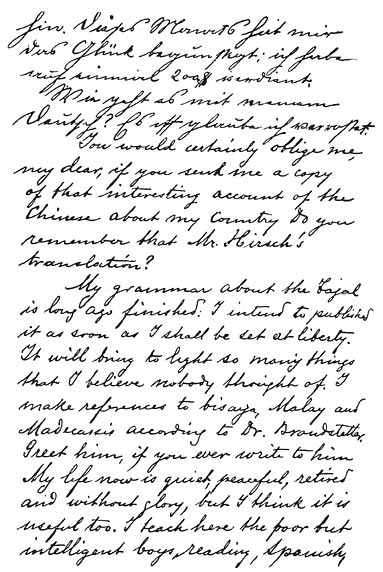 hin. Dieses Monats hat mir
das Glück begünstigt: ich habe
auf einmal 200$ verdient.
Wie geht es mit meinem
Deutsch? Es ist glaube ich verrostet.
You would certainly oblige me,
my dear, if you send me a copy
of that interesting account of the
Chinese about my country Do you
remember that Mr. Hirsch's
translation?
My grammar about the Tagal
is long ago finished: I intend to published
it as soon as I shall be set at liberty.
It will bring to light so many things
that I believe nobody thought of. I
make references to bisaya, Malay and
Madecassis according to Dr. Brandstetter,
Greet him, if you ever write to him
My life now is quiet, peaceful, retired
and without glory, but I think it is
useful too. I teach here the poor but
intelligent boys, reading, Spanish,